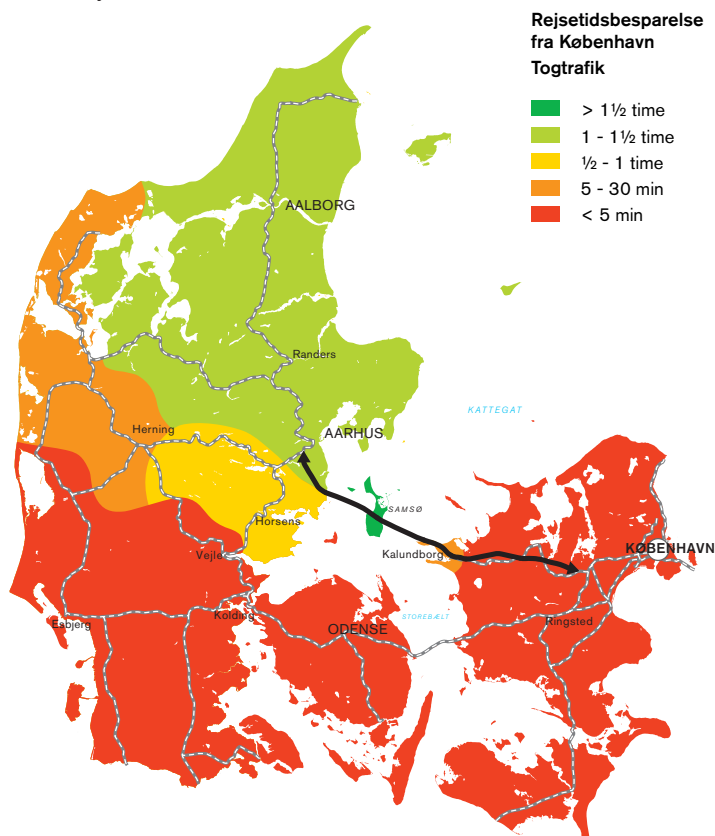 Rejsetidsbesparelse
fra København
Togtrafik
> 1½ time
1 - 1½ time
½ - 1 time
5 - 30 min
< 5 min
AALBORG
Randers
KATTEGAT
Herning
AARHUS
SAMSØ
Horsens
Kalundborg
KØBENHAVN
Vejle
Esbjerg
Kolding
ODENSE
STOREBÆLT
Ringsted